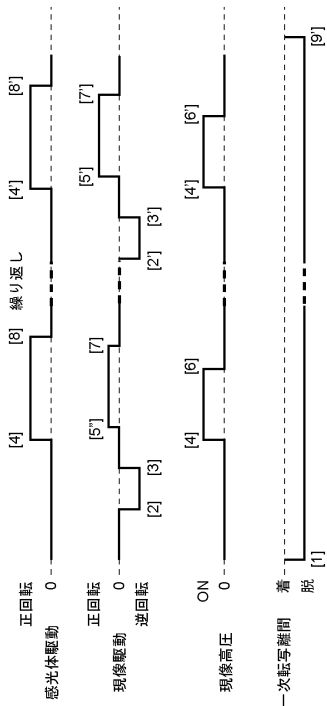 正回転
0
感光体駆動
[4]
[8]
繰り返し
[4']
[8']
正回転
0
逆回転
現像駆動
[2]
[3]
[5'']
[7]
[2']
[3']
[5']
[7']
ON
0
現像高圧
[4]
[6]
[4']
[6']
着
脱
一次転写離間
[1]
[9']